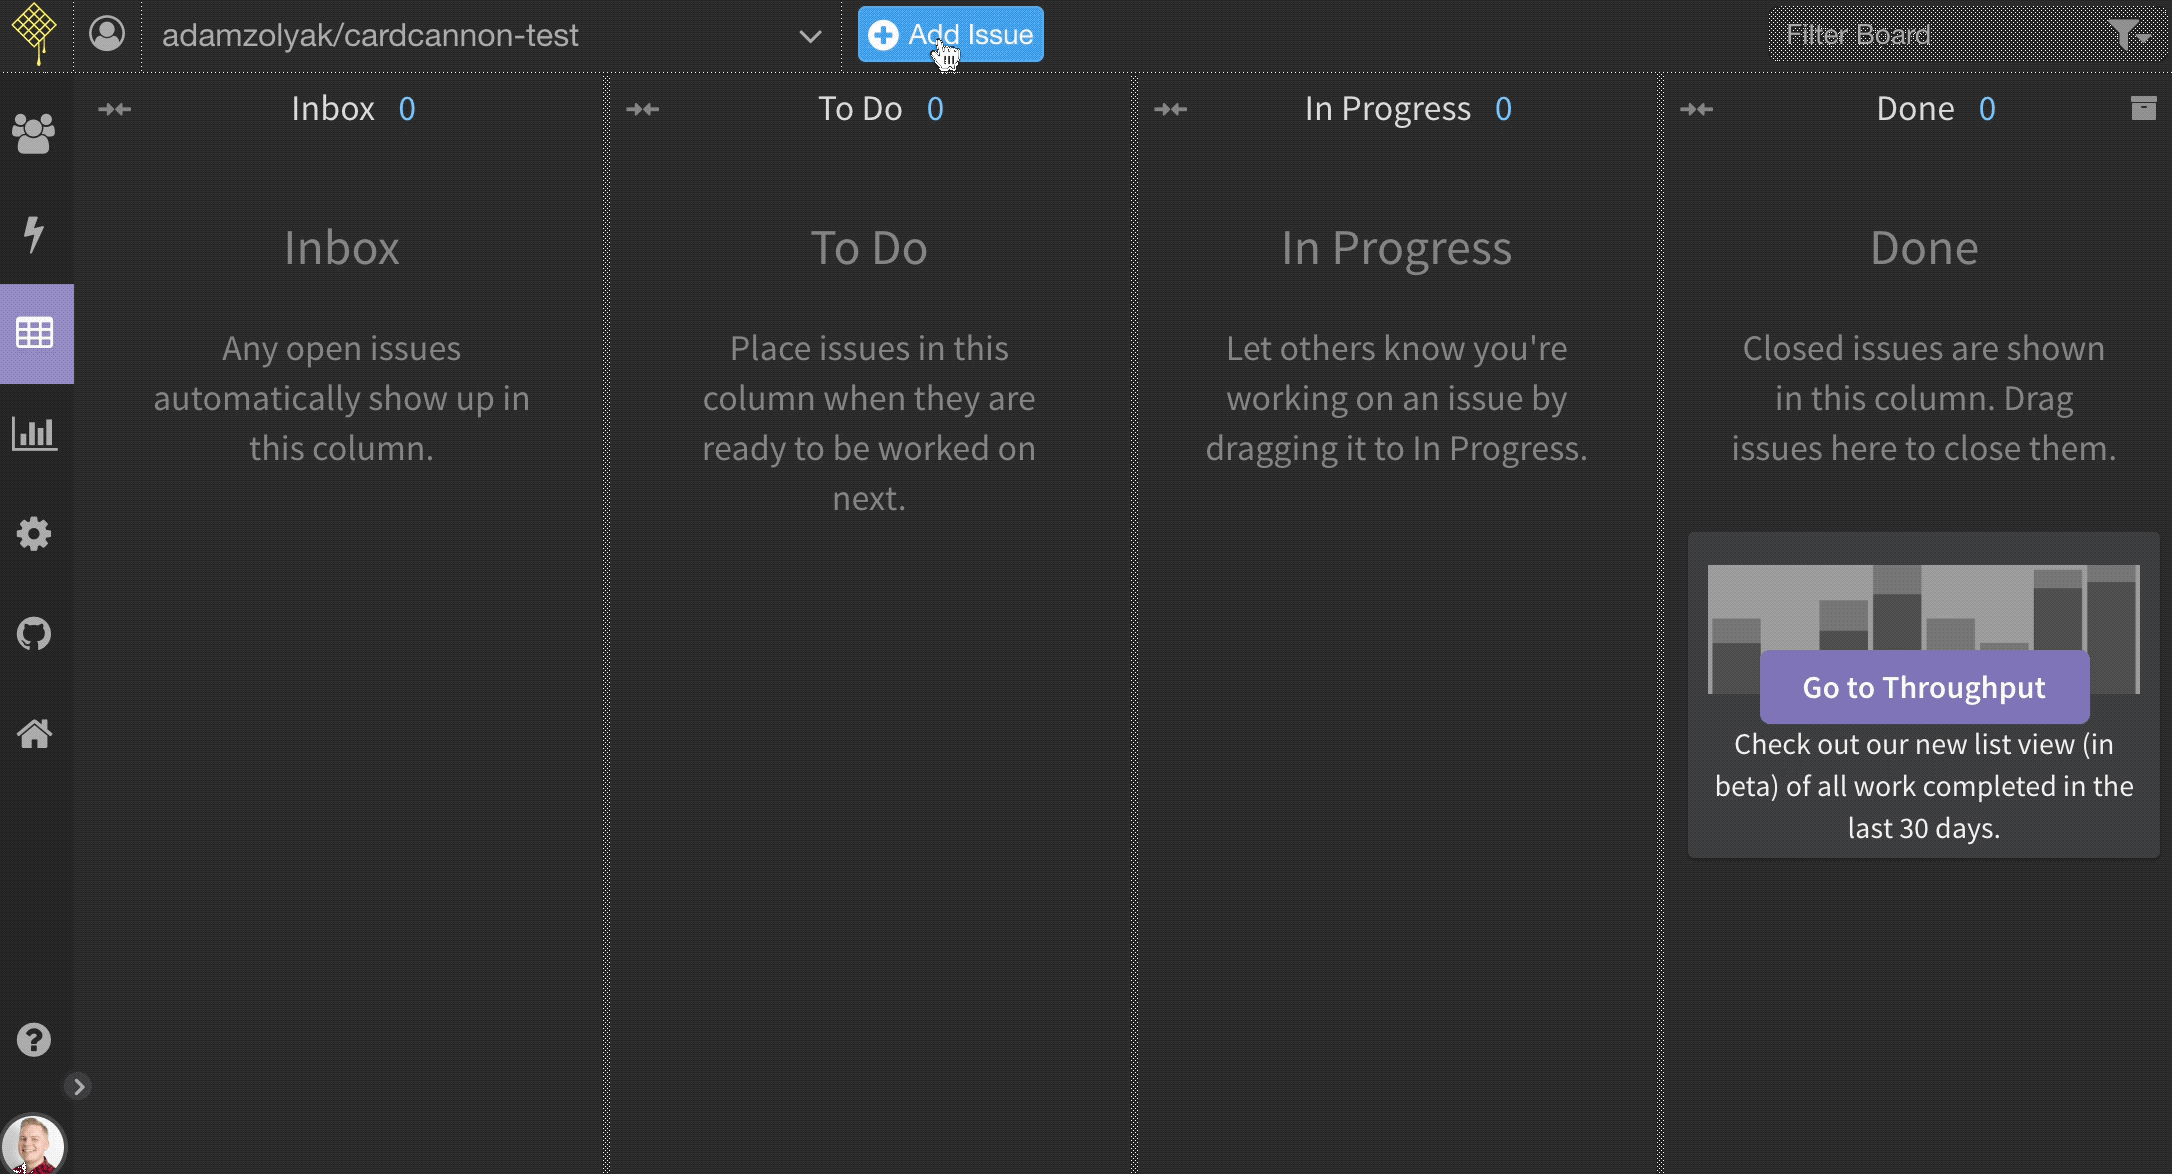 adamzolyak/cardcannon-test
Add Issue
Filter Board
Inbox 0
To Do 0
In Progress 0
Done 0
Inbox
Any open issues
automatically show up in
this column.
To Do
Place issues in this
column when they are
ready to be worked on
next.
In Progress
Let others know you're
working on an issue by
dragging it to In Progress.
Done
Closed issues are shown
in this column. Drag
issues here to close them.
Go to Throughput
Check out our new list view (in
beta) of all work completed in the
last 30 days.